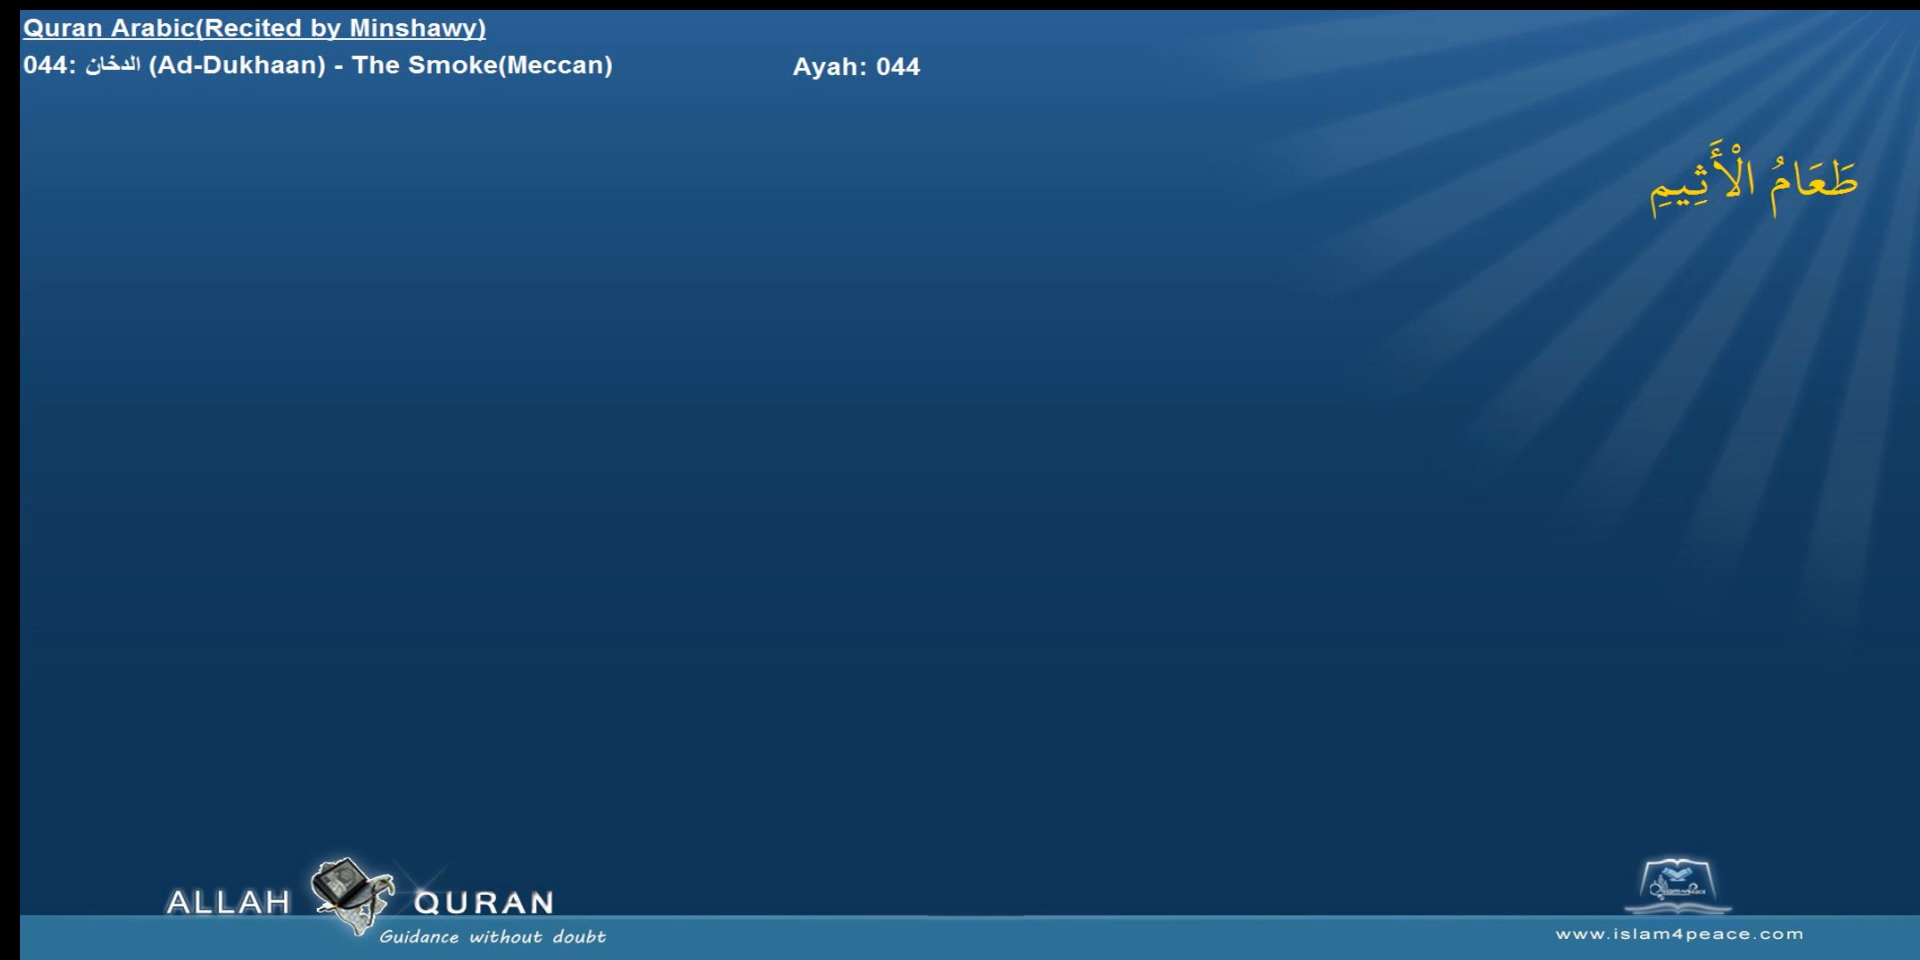 Quran Arabic(Recited by Minshawy)
044: الدخان (Ad-Dukhaan) - The Smoke(Meccan) Ayah: 044
طَعَامُ الْأَثِيمِ
ALLAH QURAN
Guidance without doubt
www.islam4peace.com